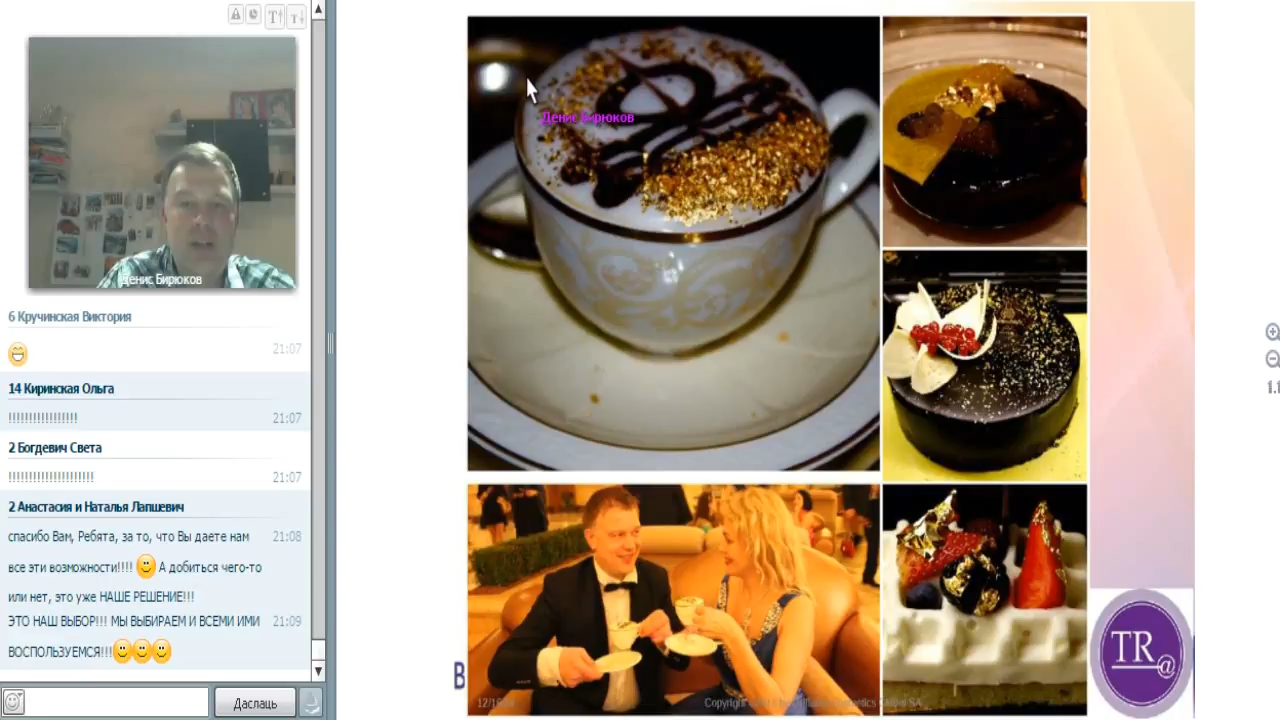 Денис Бирюков
6 Кручинская Виктория
21:07
14 Киринская Ольга
!!!!!!!!!!!!!!!!! 21:07
2 Богдевич Света
!!!!!!!!!!!!!!!!!!!!! 21:07
2 Анастасия и Наталья Лапшевич
спасибо Вам, Ребята, за то, что Вы даете нам 21:08
все эти возможности!!!! А добиться чего-то
или нет, это уже НАШЕ РЕШЕНИЕ!!!
ЭТО НАШ ВЫБОР!!! МЫ ВЫБИРАЕМ И ВСЕМИ ИМИ 21:09
ВОСПОЛЬЗУЕМСЯ!!!
Даслаць
Денис Бирюков
В
Copyright
SA
TR@